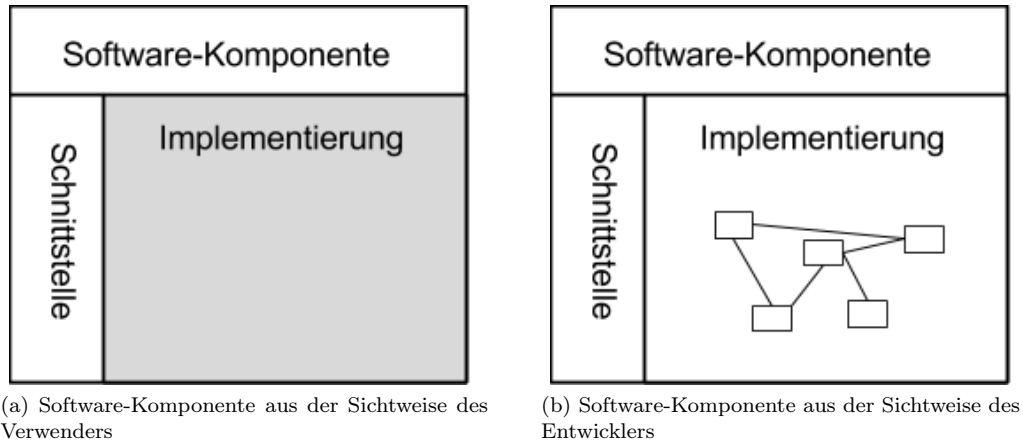 Software-Komponente
Implementierung
Schnittstelle
(a) Software-Komponente aus der Sichtweise des
Verwenders
Software-Komponente
Implementierung
Schnittstelle
(b) Software-Komponente aus der Sichtweise des
Entwicklers